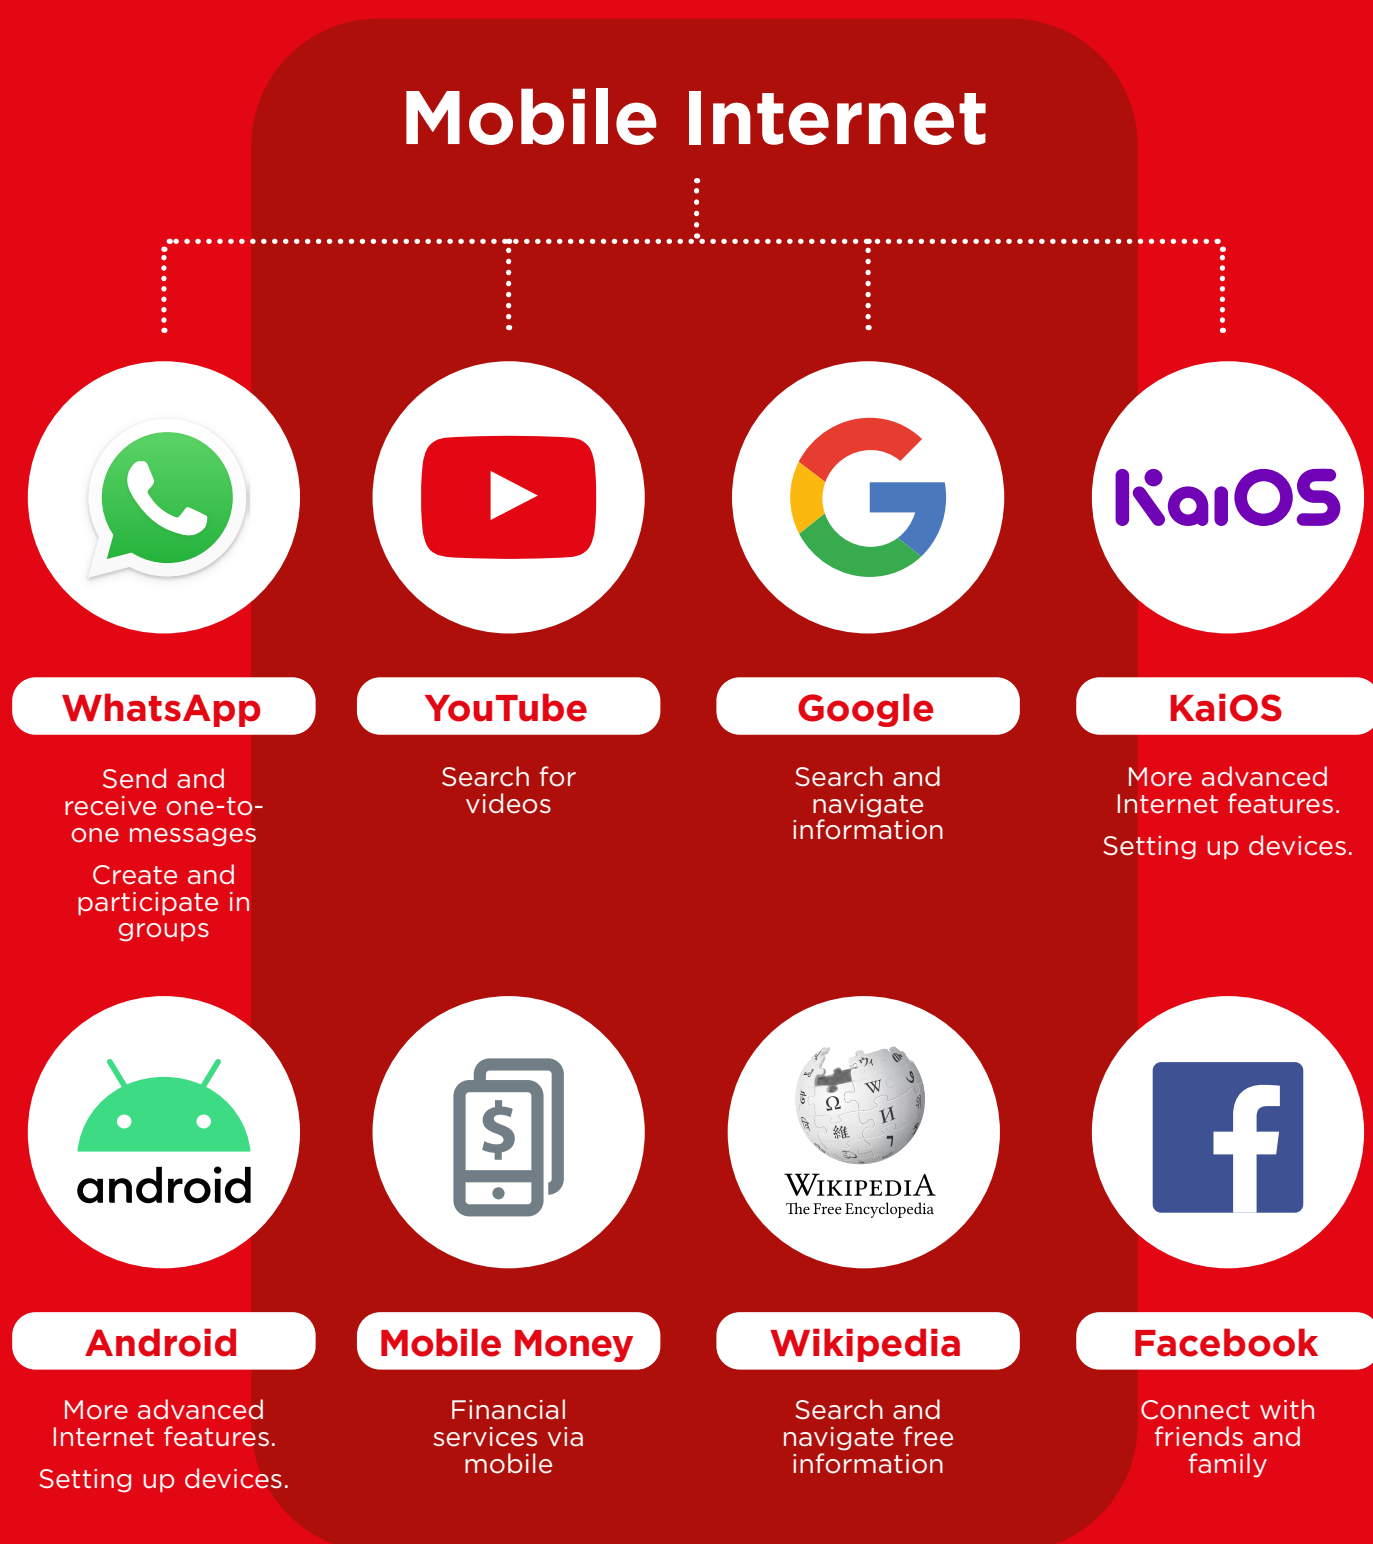 Mobile Internet
KaiOS
WhatsApp
YouTube
Google
KaiOS
Send and
receive one-to-
one messages
Create and
participate in
groups
Search for
videos
Search and
navigate
information
More advanced
Internet features.
Setting up devices.
android
$
Ω
W
И
維
ウィ
WIKIPEDIA
The Free Encyclopedia
f
Android
Mobile Money
Wikipedia
Facebook
More advanced
Internet features.
Setting up devices.
Financial
services via
mobile
Search and
navigate free
information
Connect with
friends and
family